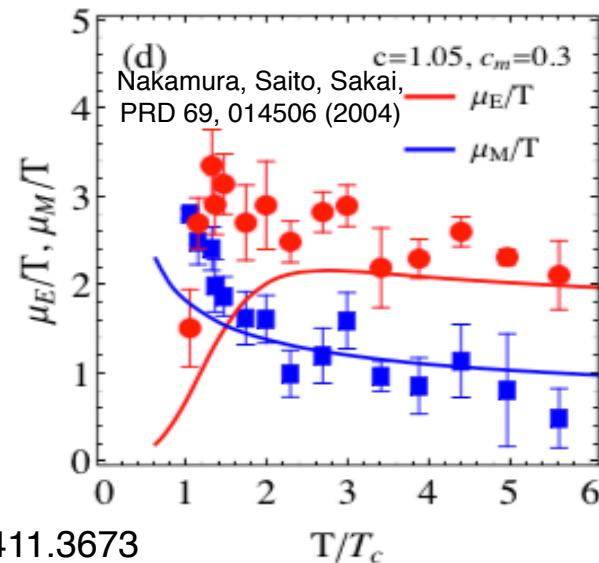 (d)
c=1.05, c_m=0.3
Nakamura, Saito, Sakai,
PRD 69, 014506 (2004)
μ_E/T
μ_M/T
μ_E/T, μ_M/T
5
4
3
2
1
0
0 1 2 3 4 5 6
T/T_c
411.3673